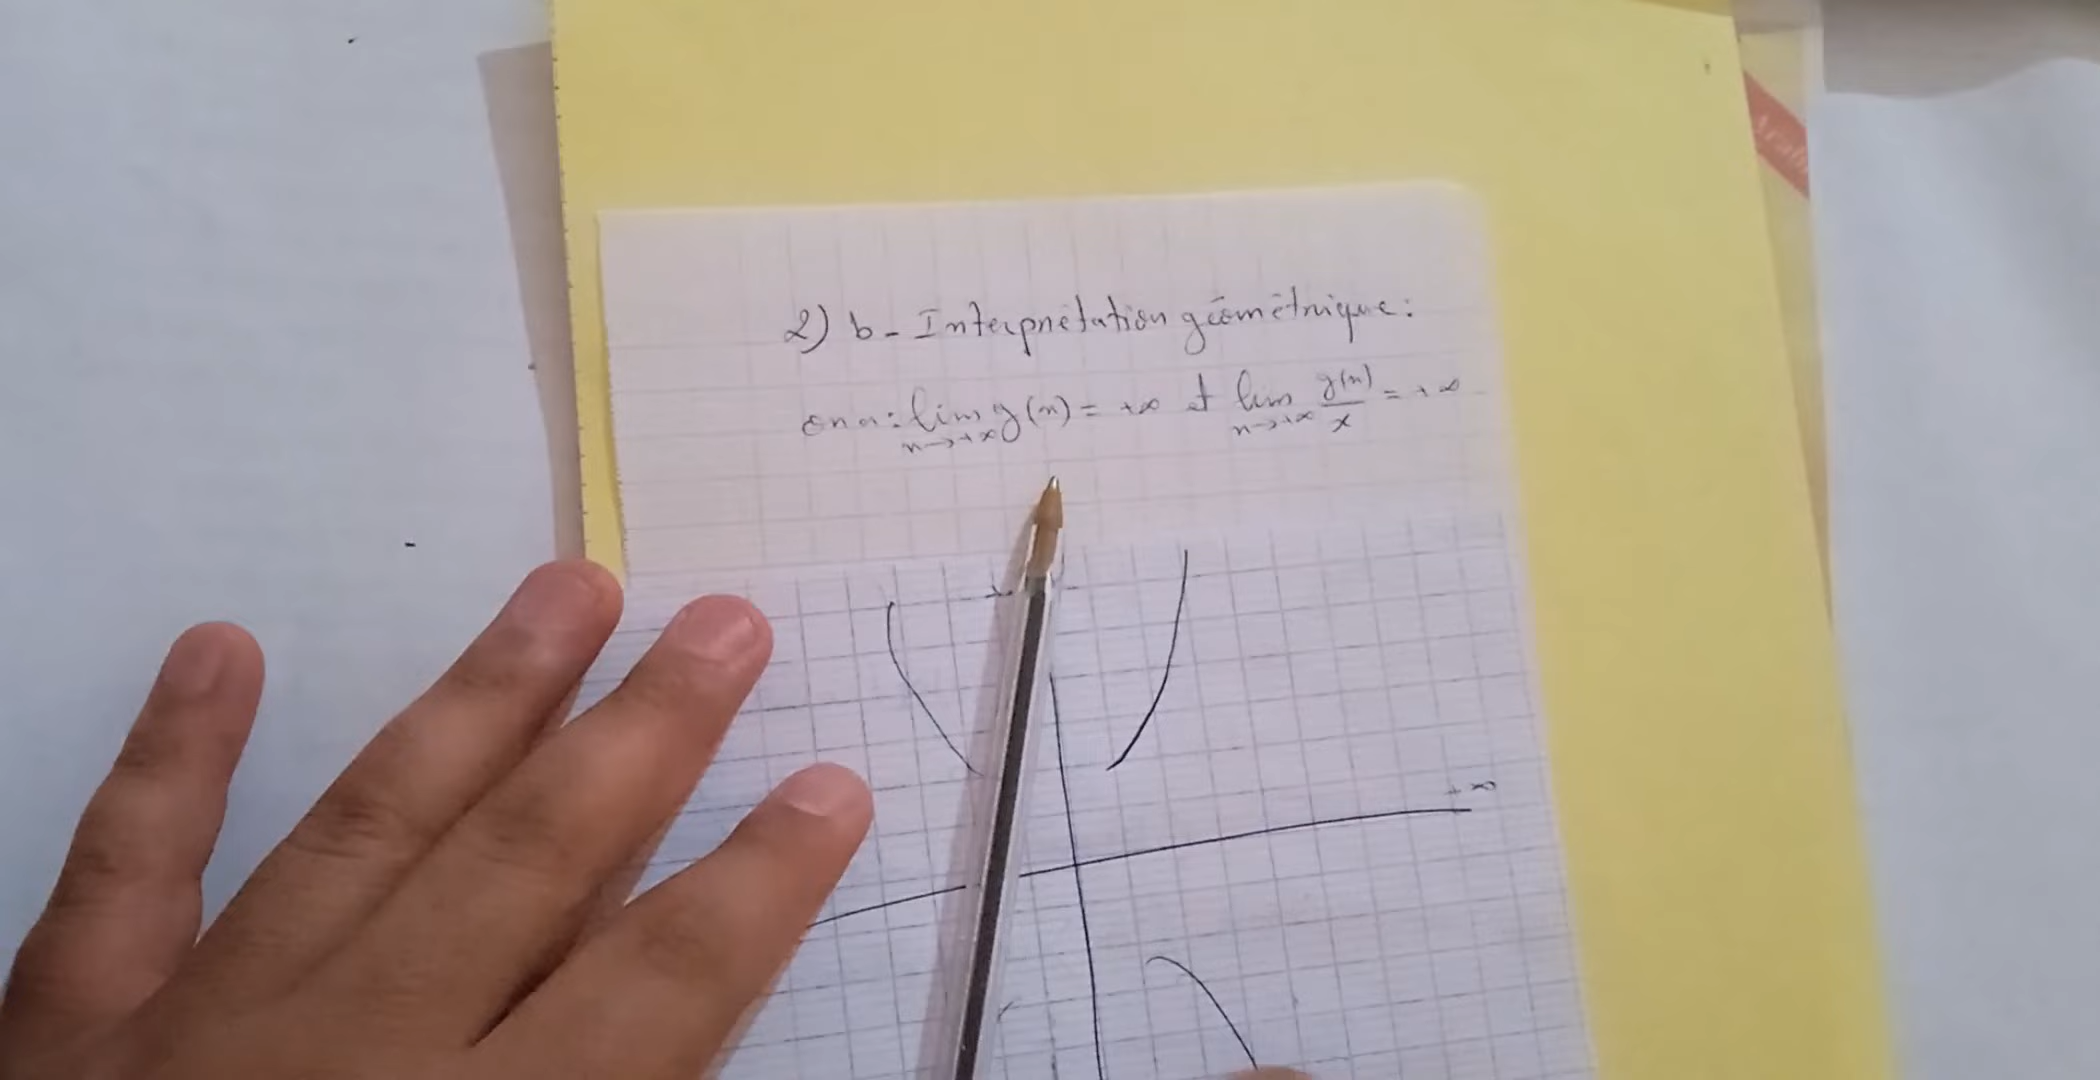 2) b- Interprétation géométrique:
on a: lim g(x) = +∞ et lim g(x)/x = +∞
x→+∞ x→+∞
+∞